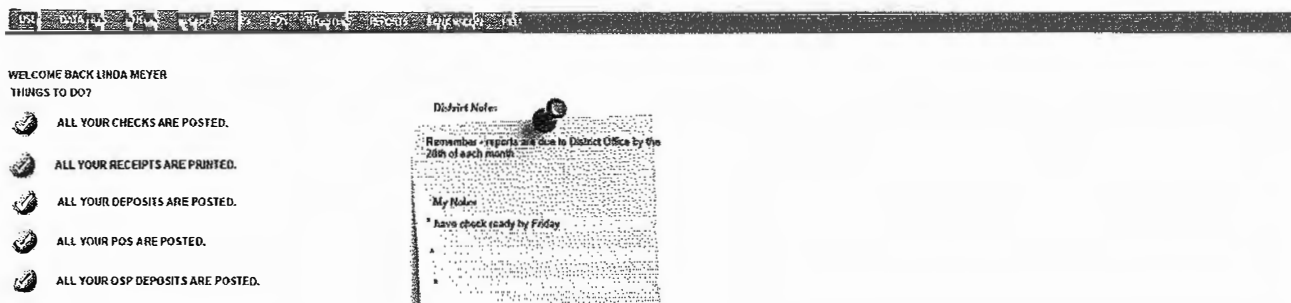 WELCOME BACK LINDA MEYER
THINGS TO DO?
ALL YOUR CHECKS ARE POSTED.
ALL YOUR RECEIPTS ARE PRINTED.
ALL YOUR DEPOSITS ARE POSTED.
ALL YOUR POS ARE POSTED.
ALL YOUR OSP DEPOSITS ARE POSTED.
District Notes
Remember - reports are due to District Office by the
20th of each month
My Notes
* have check ready by Friday